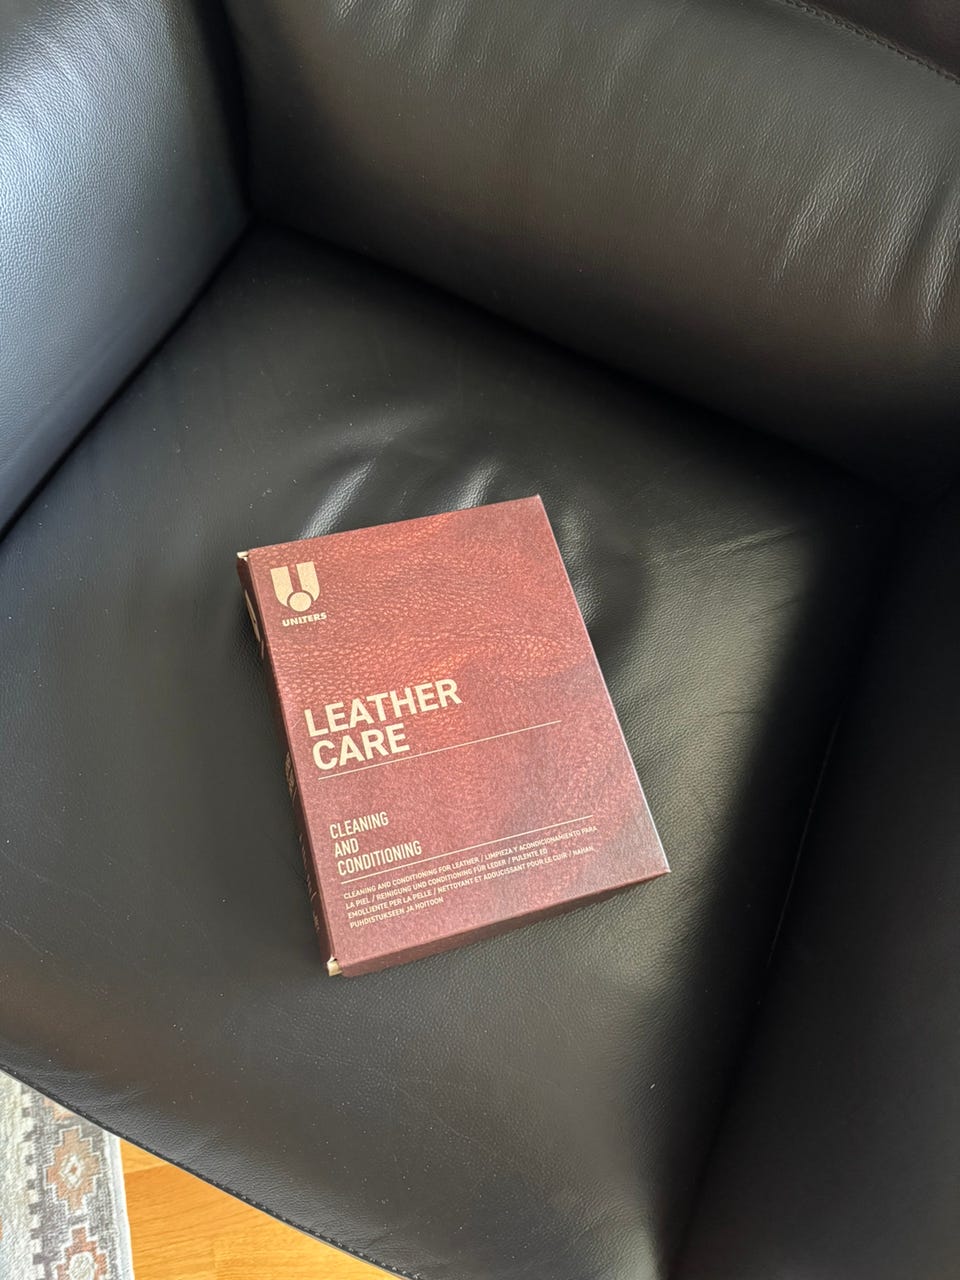 UNITERS
LEATHER
CARE
CLEANING
AND
CONDITIONING
CLEANING AND CONDITIONING FOR LEATHER / LIMPIEZA Y ACONDICIONAMIENTO PARA
LA PIEL / REINIGUNG UND CONDITIONING FÜR LEDER / PULENTE ED
EMOLLIENTE PER LA PELLE / NETTOYANT ET ADOUCISSANT POUR LE CUIR / NAHAN
PUHDISTUKSEEN JA HOITOON